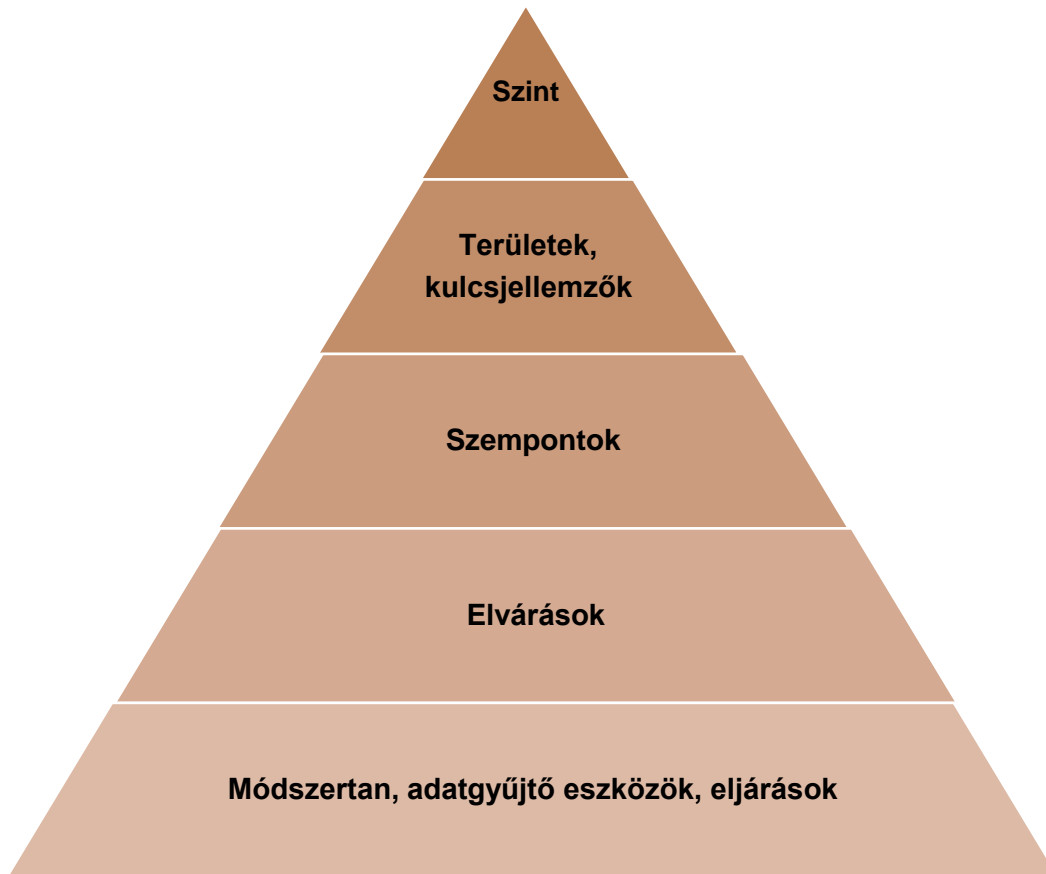 Szint
Területek,
kulcsjellemzők
Szempontok
Elvárások
Módszertan, adatgyűjtő eszközök, eljárások